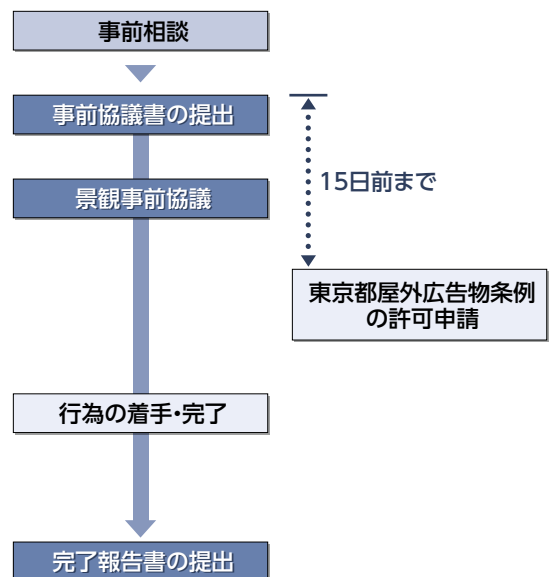 事前相談
事前協議書の提出
景観事前協議
15日前まで
東京都屋外広告物条例
の許可申請
行為の着手・完了
完了報告書の提出